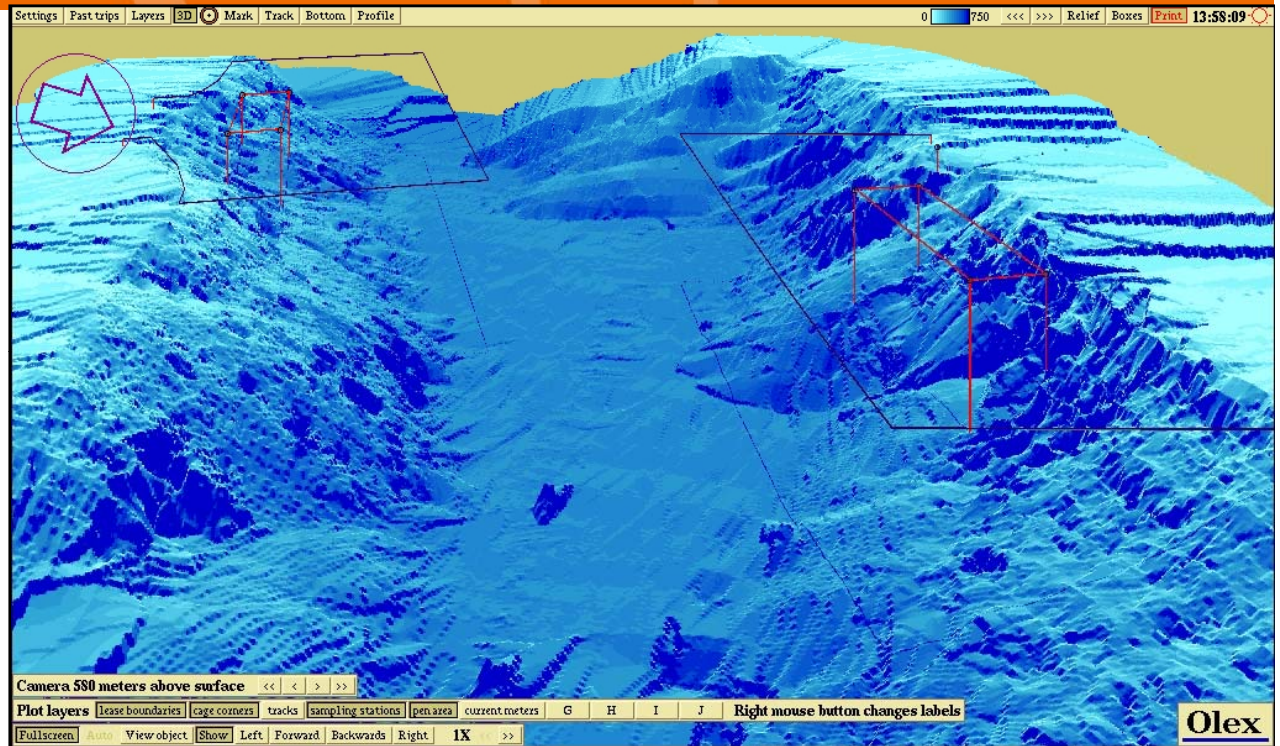 Settings Past trips Layers 3D Mark Track Bottom Profile 0 750 <<< >>> Relief Boxes Print 13:58:09
Camera 580 meters above surface << < > >>
Plot layers lease boundaries cage corners tracks sampling stations pen area current meters G H I J Right mouse button changes labels
Fullscreen Auto View object Show Left Forward Backwards Right 1X << >>
Olex